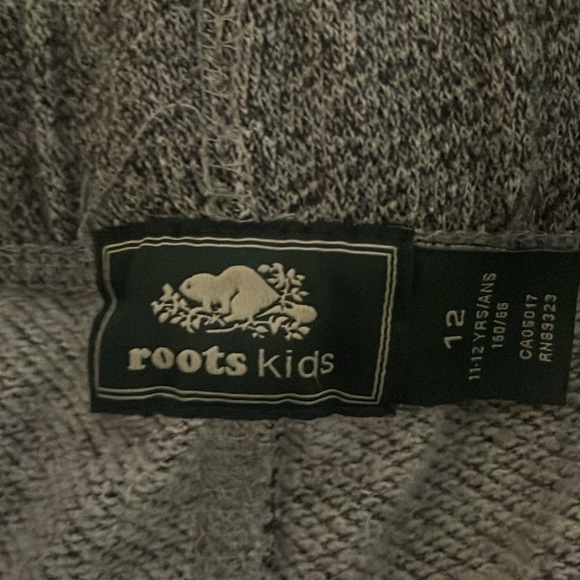 roots kids
12
11-12 YRS/ANS
150/66
CA05017
RN89323